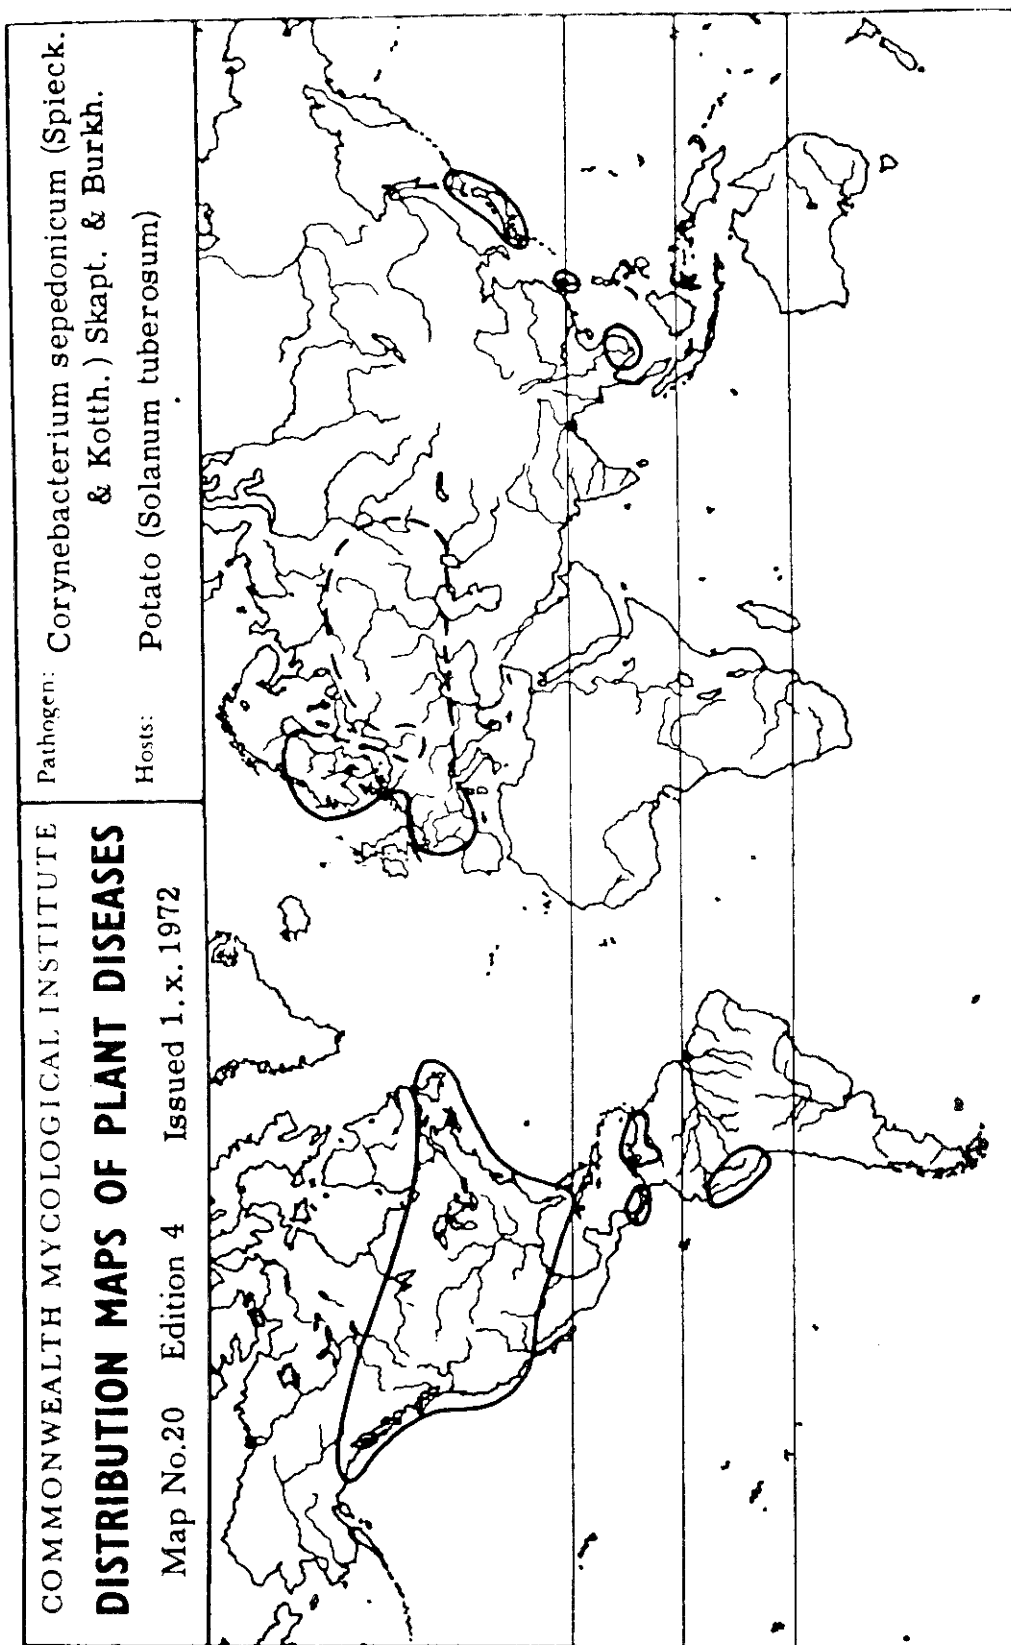 COMMONWEALTH MYCOLOGICAL INSTITUTE
DISTRIBUTION MAPS OF PLANT DISEASES
Map No.20 Edition 4 Issued 1.x.1972
Pathogen: Corynebacterium sepedonicum (Spieck.
& Kotth.) Skapt. & Burkh.
Hosts: Potato (Solanum tuberosum)